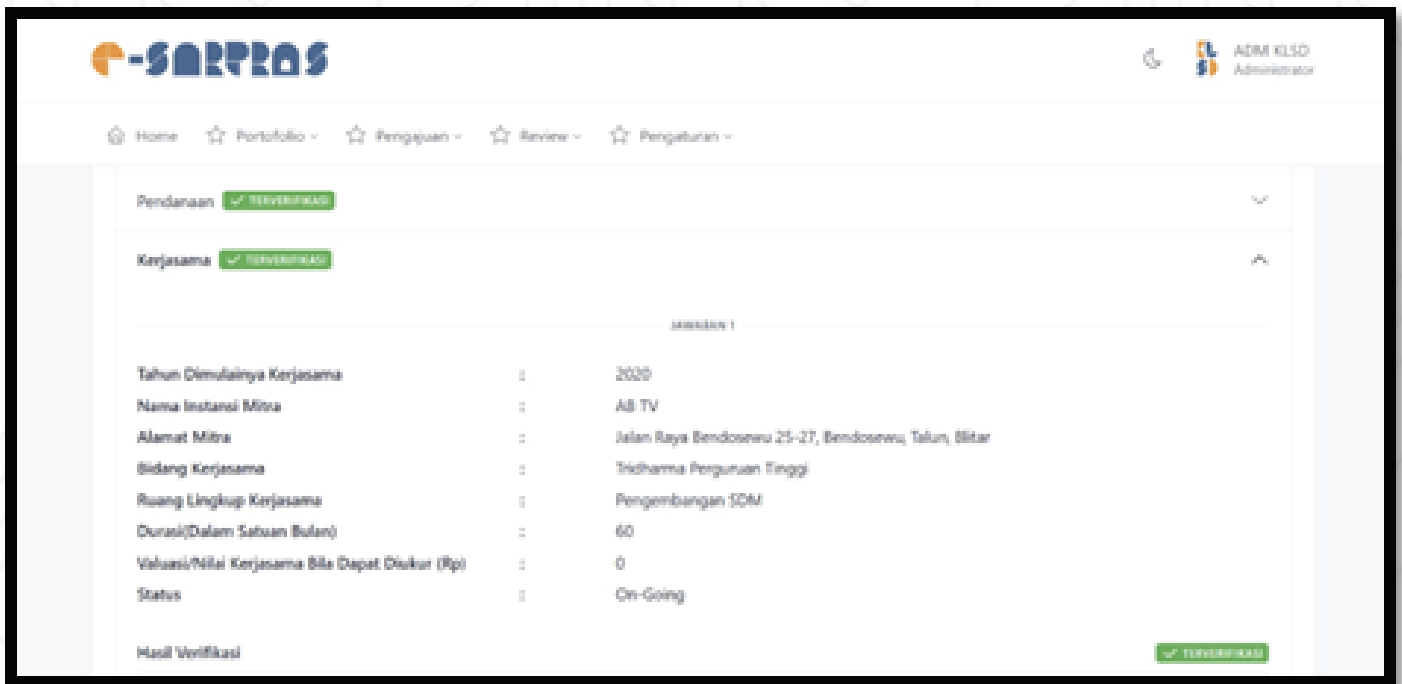 e-SARPRAS
ADM KLSD
Administrator
Home Portofolio Pengajuan Review Pengaturan
Pendanaan TERVERIFIKASI
Kerjasama TERVERIFIKASI
JAWABAN 1
Tahun Dimulainya Kerjasama : 2020
Nama Instansi Mitra : AB TV
Alamat Mitra : Jalan Raya Bendosewu 25-27, Bendosewu, Talun, Blitar
Bidang Kerjasama : Tridharma Perguruan Tinggi
Ruang Lingkup Kerjasama : Pengembangan SDM
Durasi(Dalam Satuan Bulan) : 60
Valuasi/Nilai Kerjasama Bila Dapat Diukur (Rp) : 0
Status : On-Going
Hasil Verifikasi TERVERIFIKASI